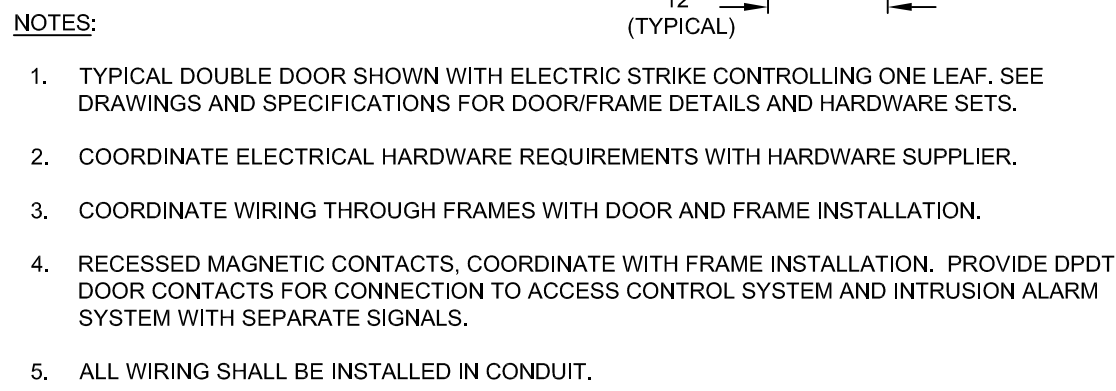 12
(TYPICAL)
NOTES:
1. TYPICAL DOUBLE DOOR SHOWN WITH ELECTRIC STRIKE CONTROLLING ONE LEAF. SEE
DRAWINGS AND SPECIFICATIONS FOR DOOR/FRAME DETAILS AND HARDWARE SETS.
2. COORDINATE ELECTRICAL HARDWARE REQUIREMENTS WITH HARDWARE SUPPLIER.
3. COORDINATE WIRING THROUGH FRAMES WITH DOOR AND FRAME INSTALLATION.
4. RECESSED MAGNETIC CONTACTS, COORDINATE WITH FRAME INSTALLATION. PROVIDE DPDT
DOOR CONTACTS FOR CONNECTION TO ACCESS CONTROL SYSTEM AND INTRUSION ALARM
SYSTEM WITH SEPARATE SIGNALS.
5. ALL WIRING SHALL BE INSTALLED IN CONDUIT.